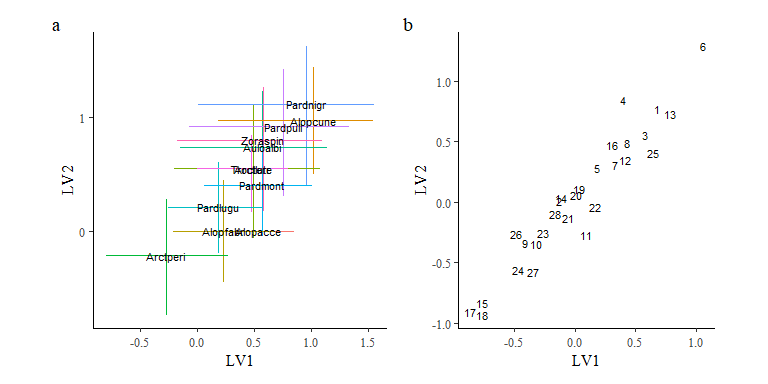 a
b
LV2
1
0
-0.5
0.0
0.5
1.0
1.5
LV1
Pardnigr
Alopcune
Pardpull
Zoraspin
Auloalbi
Pardmont
Pardlugu
Alopfabr
Alopacce
Arctperi
LV2
1.0
0.5
0.0
-0.5
-1.0
-0.5
0.0
0.5
1.0
LV1
6
4
1
13
3
16
8
25
12
7
5
19
20
14
2
22
28
21
26
27
11
9
10
24
27
15
17
18